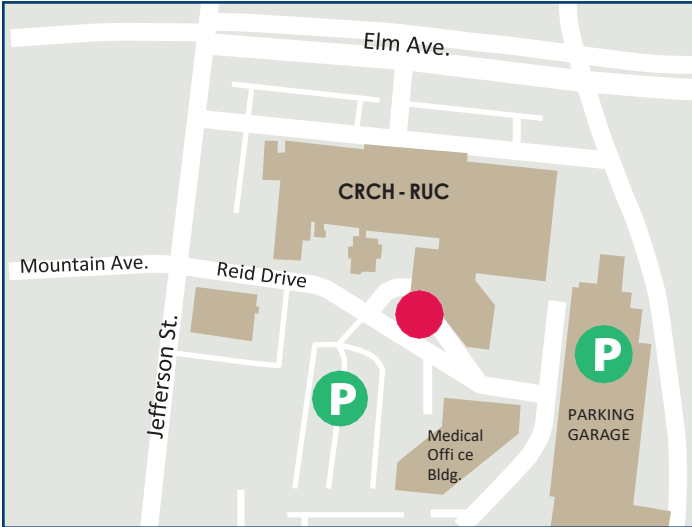 Elm Ave.
CRCH - RUC
Mountain Ave.
Reid Drive
Jefferson St.
P
P
PARKING
GARAGE
Medical
Offi ce
Bldg.